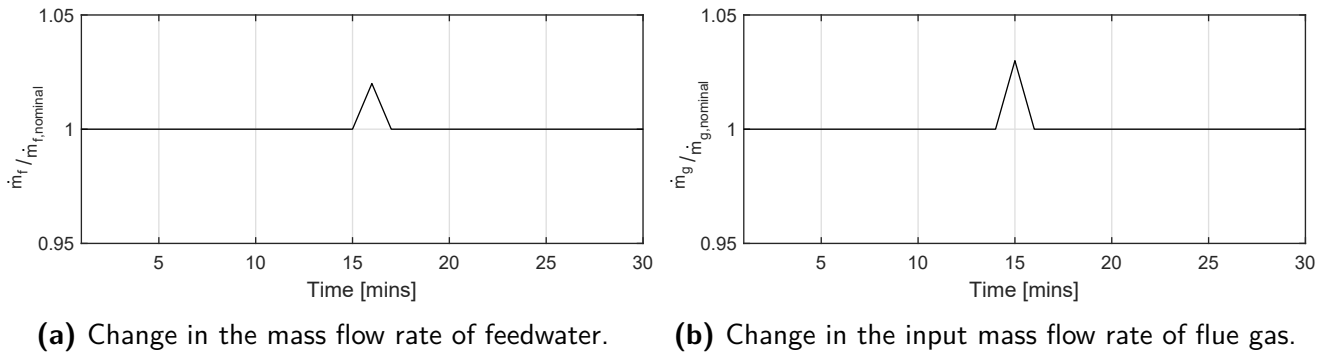 1.05
1
0.95
ṁf/ṁf,nominal
5 10 15 20 25 30
Time [mins]
(a) Change in the mass flow rate of feedwater.
1.05
1
0.95
ṁg/ṁg,nominal
5 10 15 20 25 30
Time [mins]
(b) Change in the input mass flow rate of flue gas.